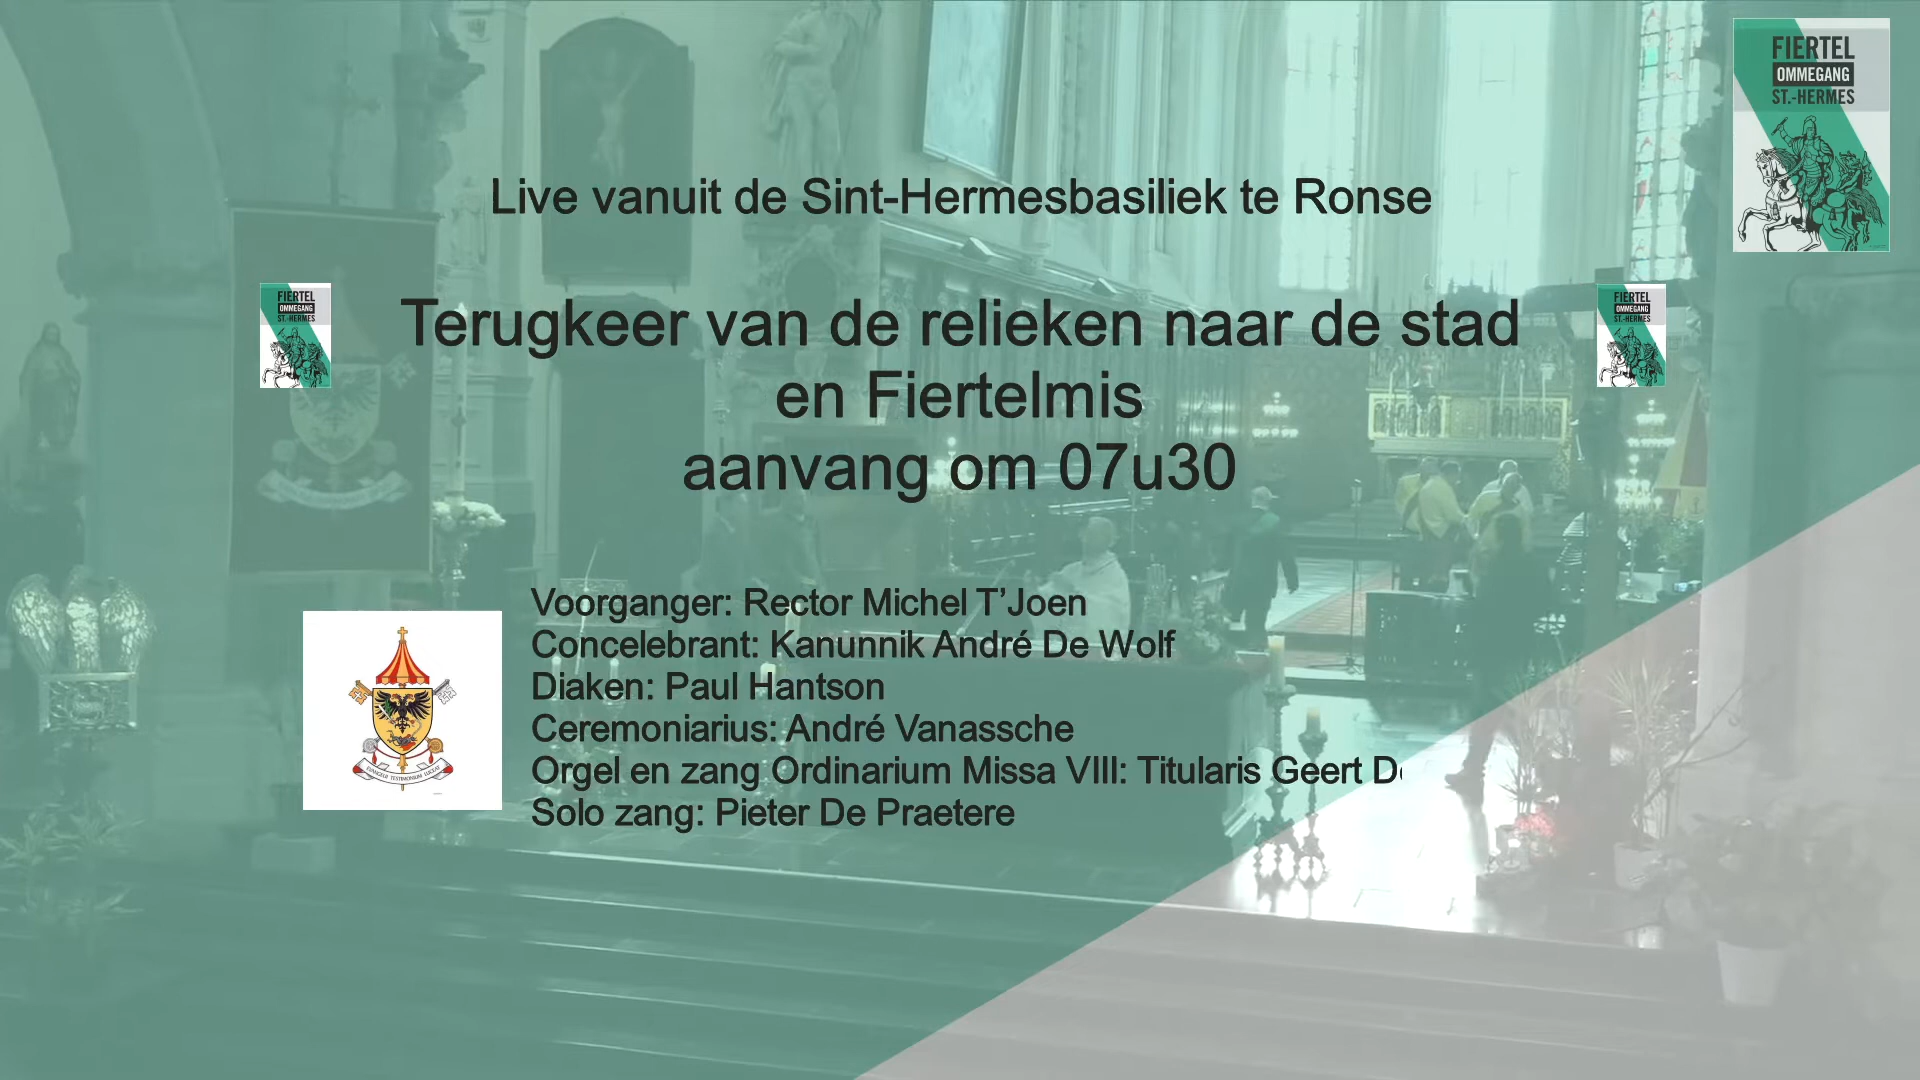 FIERTEL
OMMEGANG
ST.-HERMES
Live vanuit de Sint-Hermesbasiliek te Ronse
FIERTEL
OMMEGANG
ST.-HERMES
Terugkeer van de relieken naar de stad
en Fiertelmis
aanvang om 07u30
FIERTEL
OMMEGANG
ST.-HERMES
Voorganger: Rector Michel T’Joen
Concelebrant: Kanunnik André De Wolf
Diaken: Paul Hantson
Ceremoniarius: André Vanassche
Orgel en zang Ordinarium Missa VIII: Titularis Geert
Solo zang: Pieter De Praetere
EVANGELII TESTIMONIUM LUCEAT